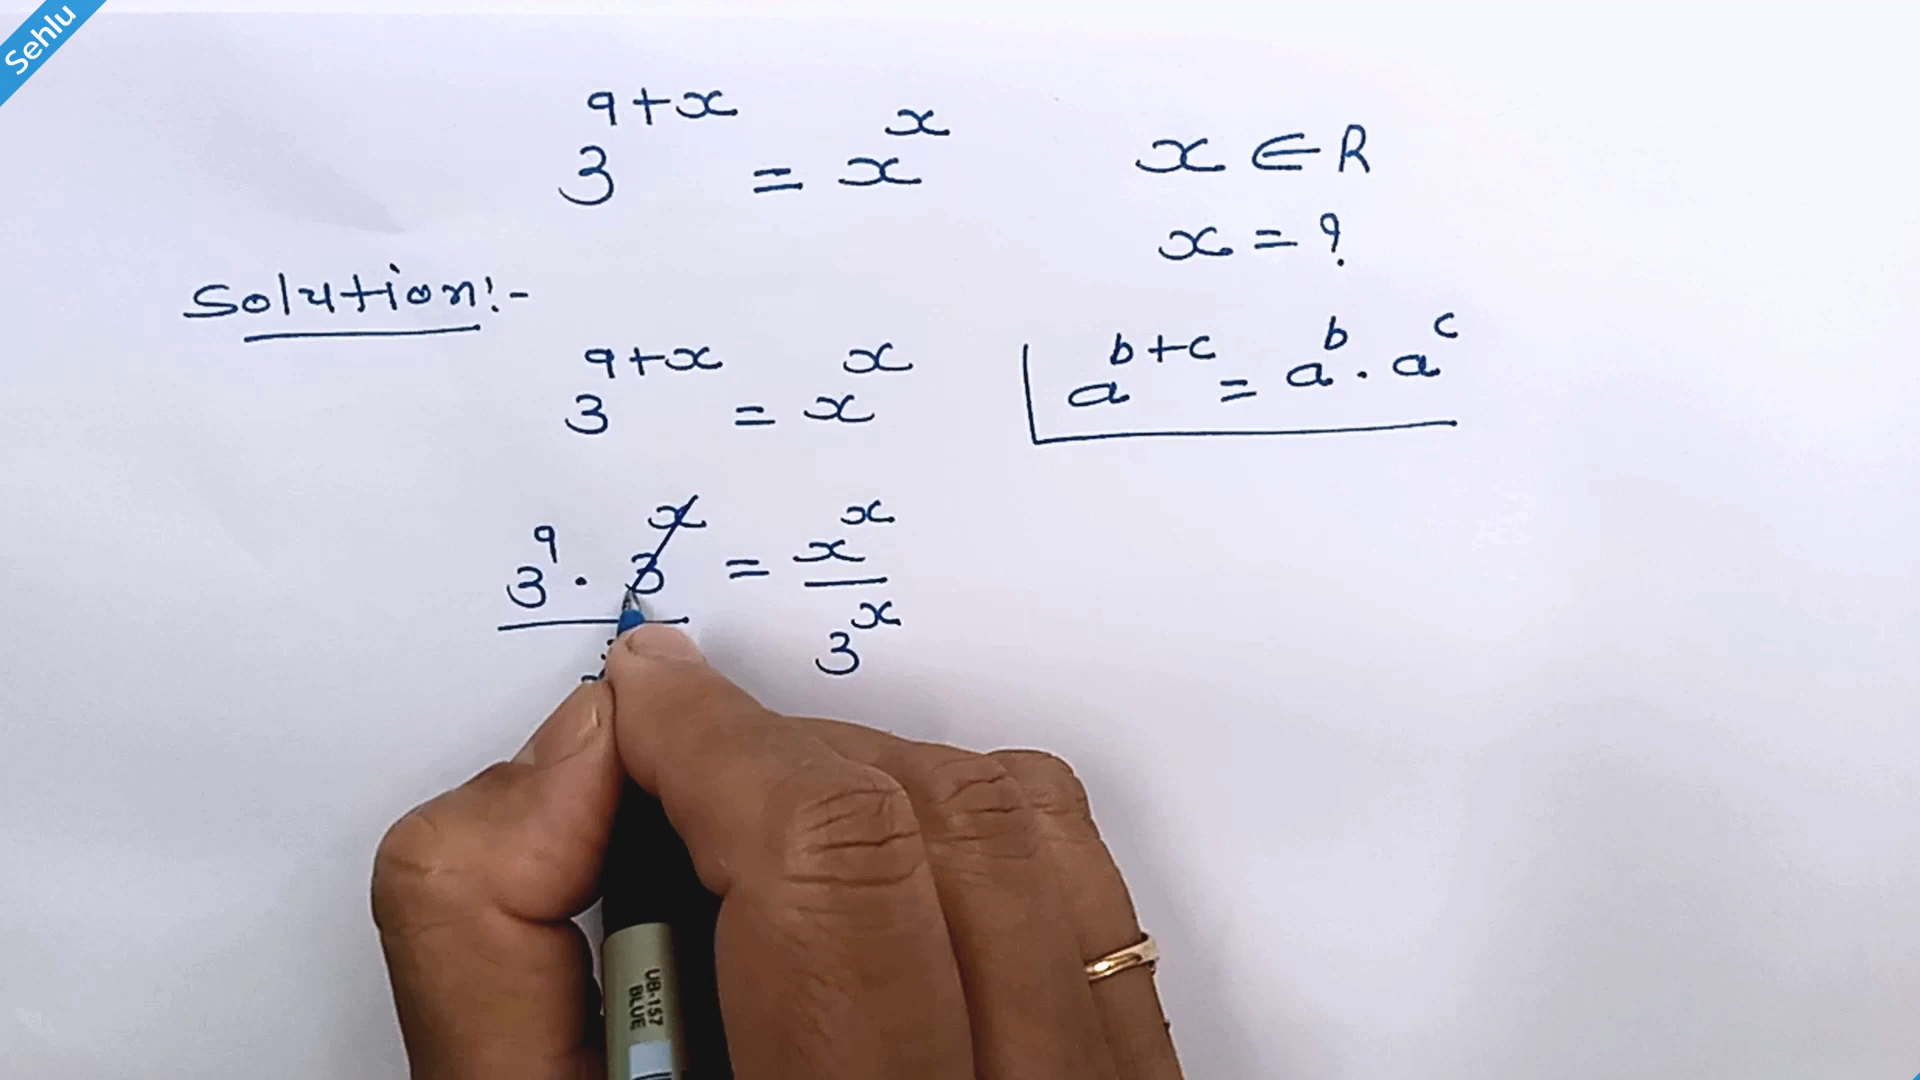 Sehlu
3^{9+x} = x^x
x ∈ R
x = ?
Solution:-
3^{9+x} = x^x
a^{b+c} = a^b . a^c
3^9 . 3^x = x^x / 3^x
UB-157
BLUE